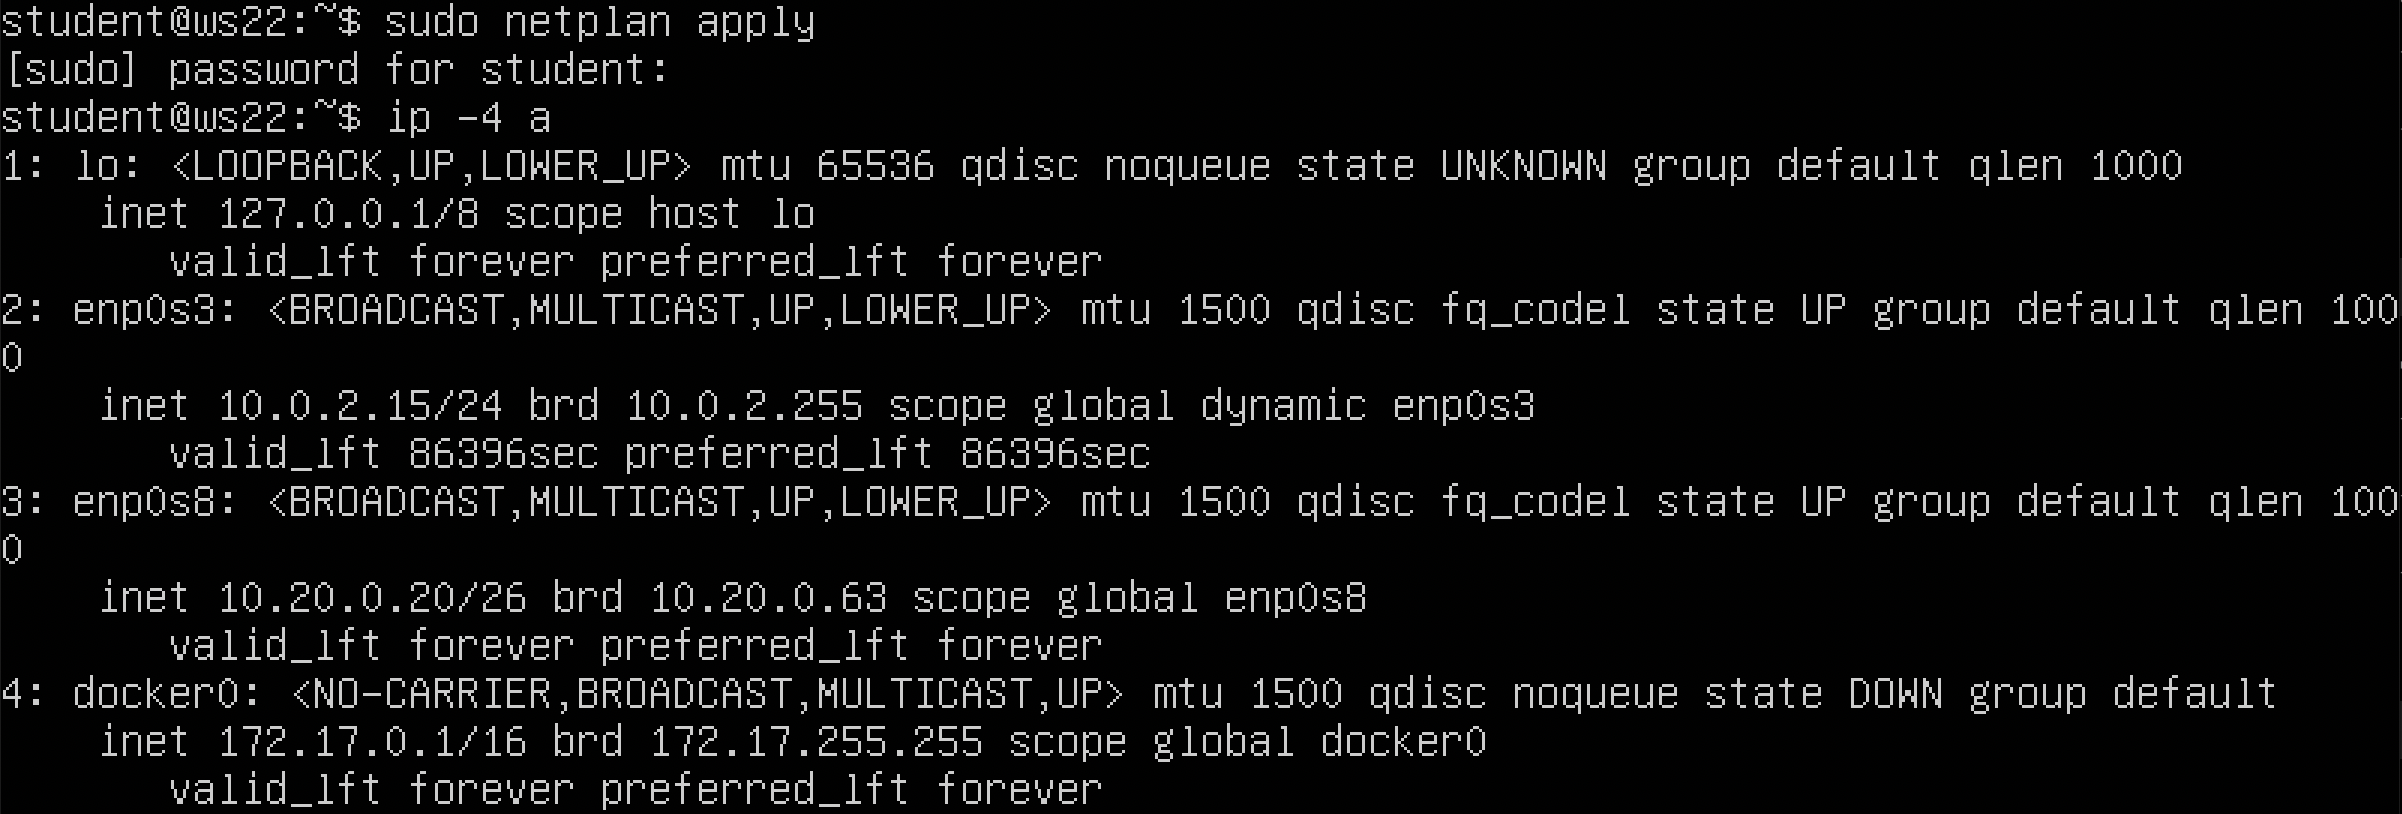 student@ws22:~$ sudo netplan apply
[sudo] password for student:
student@ws22:~$ ip -4 a
1: lo: <LOOPBACK,UP,LOWER_UP> mtu 65536 qdisc noqueue state UNKNOWN group default qlen 1000
    inet 127.0.0.1/8 scope host lo
       valid_lft forever preferred_lft forever
2: enp0s3: <BROADCAST,MULTICAST,UP,LOWER_UP> mtu 1500 qdisc fq_codel state UP group default qlen 100
0
    inet 10.0.2.15/24 brd 10.0.2.255 scope global dynamic enp0s3
       valid_lft 86396sec preferred_lft 86396sec
3: enp0s8: <BROADCAST,MULTICAST,UP,LOWER_UP> mtu 1500 qdisc fq_codel state UP group default qlen 100
0
    inet 10.20.0.20/26 brd 10.20.0.63 scope global enp0s8
       valid_lft forever preferred_lft forever
4: docker0: <NO-CARRIER,BROADCAST,MULTICAST,UP> mtu 1500 qdisc noqueue state DOWN group default
    inet 172.17.0.1/16 brd 172.17.255.255 scope global docker0
       valid_lft forever preferred_lft forever